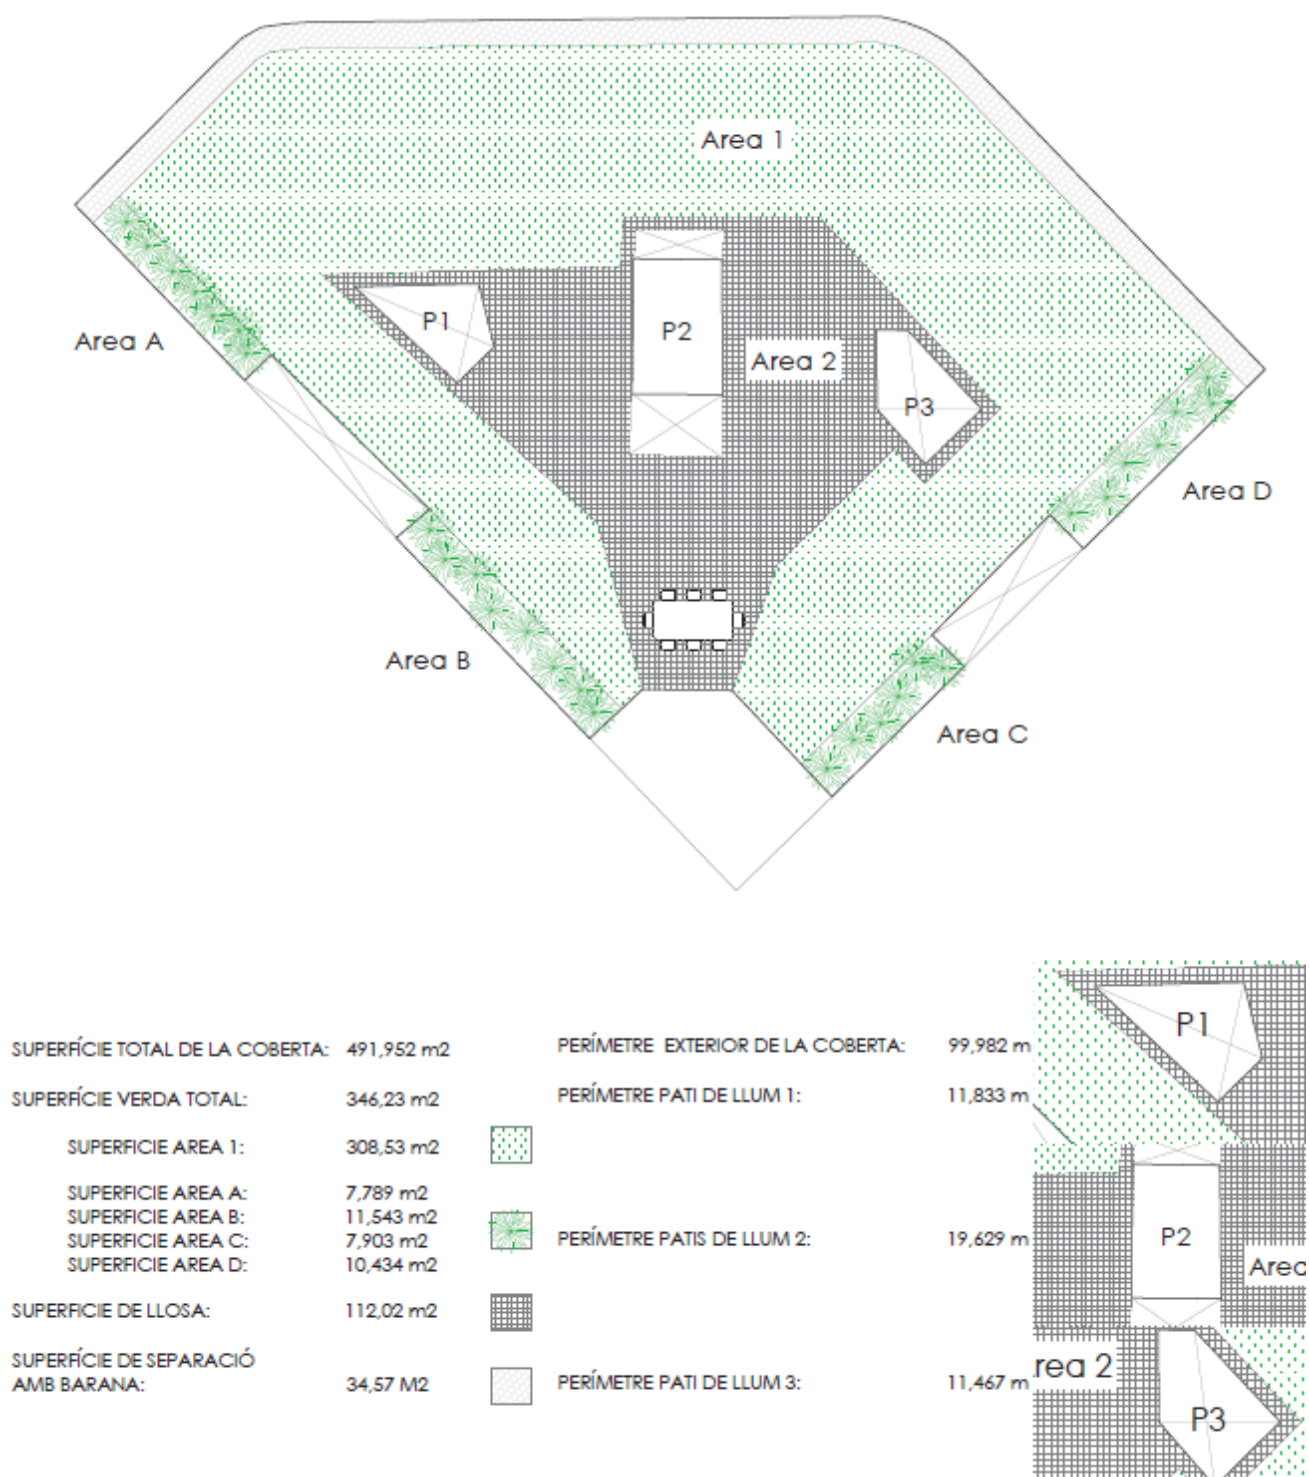 Area 1
P1
P2
Area 2
P3
Area A
Area D
Area B
Area C
SUPERFÍCIE TOTAL DE LA COBERTA: 491,952 m2
SUPERFÍCIE VERDA TOTAL: 346,23 m2
SUPERFICIE AREA 1: 308,53 m2
SUPERFICIE AREA A: 7,789 m2
SUPERFICIE AREA B: 11,543 m2
SUPERFICIE AREA C: 7,903 m2
SUPERFICIE AREA D: 10,434 m2
SUPERFICIE DE LLOSA: 112,02 m2
SUPERFÍCIE DE SEPARACIÓ
AMB BARANA: 34,57 M2
PERÍMETRE EXTERIOR DE LA COBERTA: 99,982 m
PERÍMETRE PATI DE LLUM 1: 11,833 m
PERÍMETRE PATIS DE LLUM 2: 19,629 m
PERÍMETRE PATI DE LLUM 3: 11,467 m
P1
P2
Area
rea 2
P3